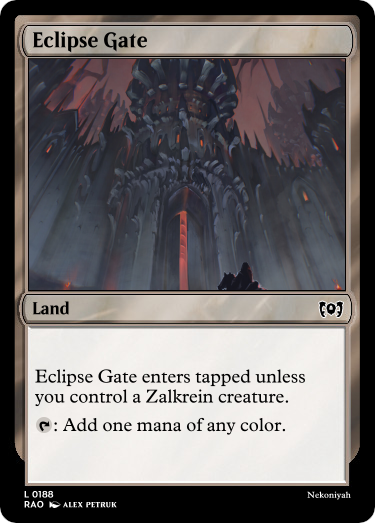 Eclipse Gate
Land
Eclipse Gate enters tapped unless
you control a Zalkrein creature.
: Add one mana of any color.
L 0188
Nekoniyah
RAO ALEX PETRUK